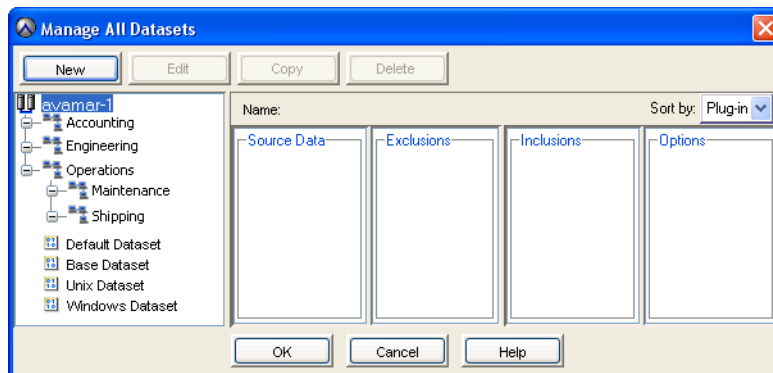 Manage All Datasets
New Edit Copy Delete
avamar-1
Accounting
Engineering
Operations
Maintenance
Shipping
Default Dataset
Base Dataset
Unix Dataset
Windows Dataset
Name: Sort by: Plug-in
Source Data Exclusions Inclusions Options
OK Cancel Help